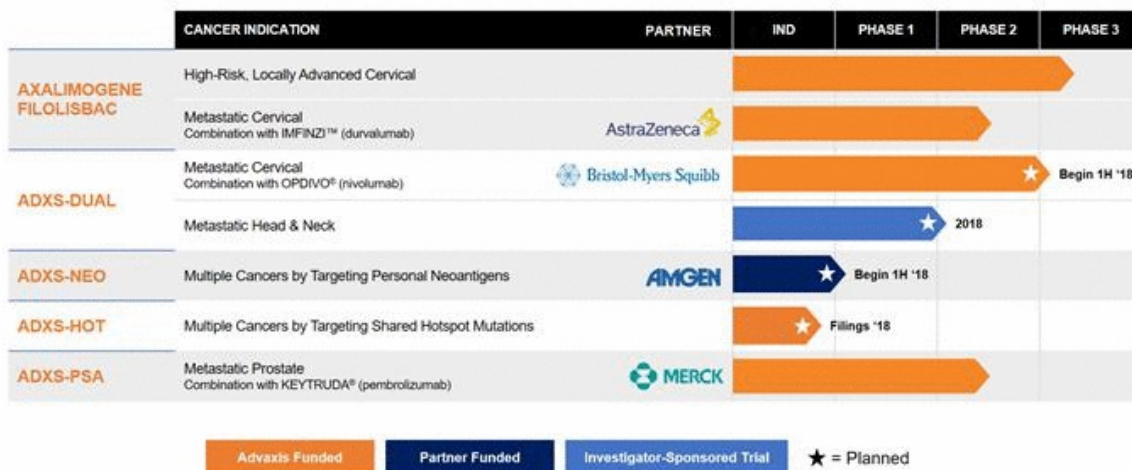 CANCER INDICATION PARTNER IND PHASE 1 PHASE 2 PHASE 3
AXALIMOGENE
FILOLISBAC
High-Risk, Locally Advanced Cervical
Metastatic Cervical
Combination with IMFINZI™ (durvalumab)
AstraZeneca
ADXS-DUAL
Metastatic Cervical
Combination with OPDIVO® (nivolumab)
Bristol-Myers Squibb
Begin 1H '18
Metastatic Head & Neck
2018
ADXS-NEO
Multiple Cancers by Targeting Personal Neoantigens
AMGEN
Begin 1H '18
ADXS-HOT
Multiple Cancers by Targeting Shared Hotspot Mutations
Filings '18
ADXS-PSA
Metastatic Prostate
Combination with KEYTRUDA® (pembrolizumab)
MERCK
Advaxis Funded
Partner Funded
Investigator-Sponsored Trial
★ = Planned